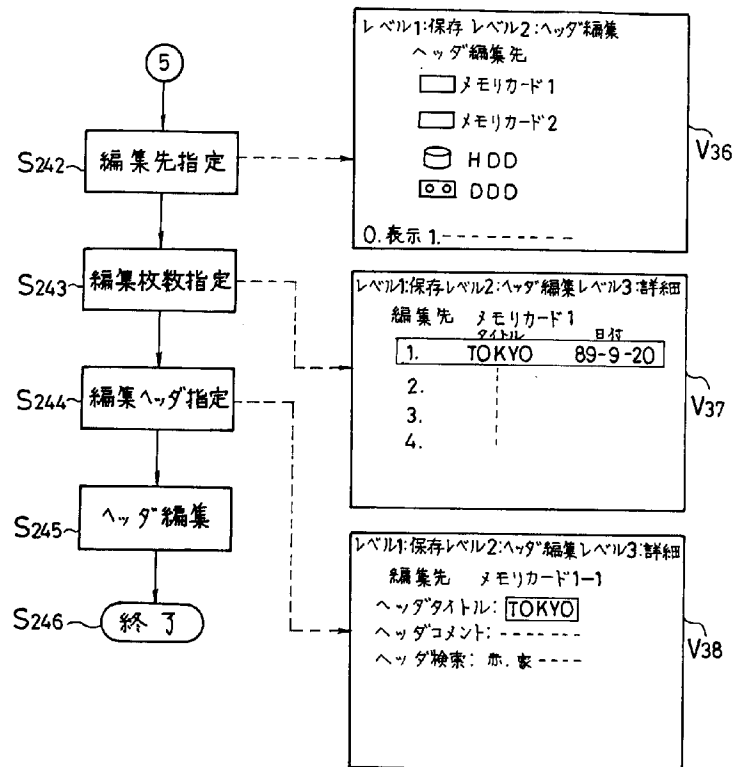 5
S242 編集先指定
S243 編集枚数指定
S244 編集ヘッダ指定
S245 ヘッダ編集
S246 終了
レベル1:保存 レベル2:ヘッダ編集
ヘッダ編集先
メモリカード1
メモリカード2
HDD
DDD
0.表示 1.---------
V36
レベル1:保存レベル2:ヘッダ編集レベル3:詳細
編集先 メモリカード1
タイトル 日付
1. TOKYO 89-9-20
2.
3.
4.
V37
レベル1:保存レベル2:ヘッダ編集レベル3:詳細
編集先 メモリカード1-1
ヘッダタイトル: TOKYO
ヘッダコメント: -------
ヘッダ検索: 赤.家----
V38